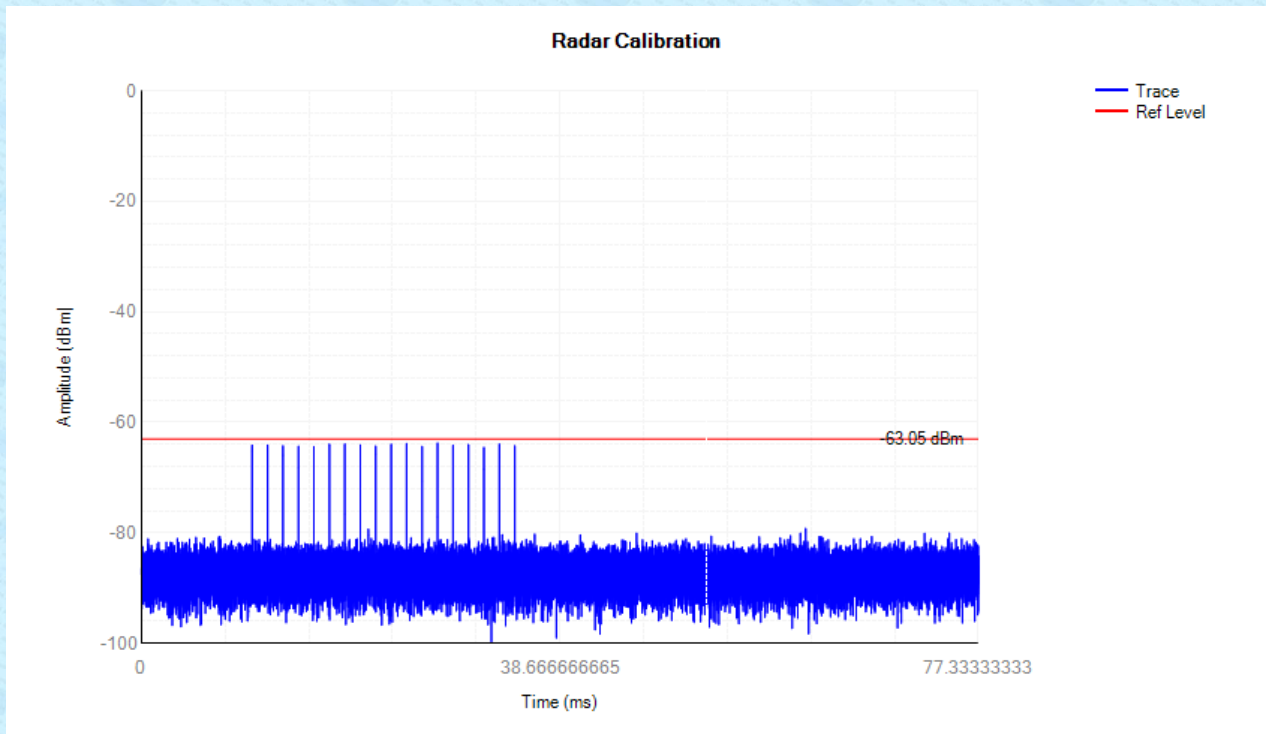 Radar Calibration
Trace
Ref Level
0
-20
-40
-60
-80
-100
Amplitude (dBm|
-63.05 dBm
0
38.666666665
77.33333333
Time (ms)